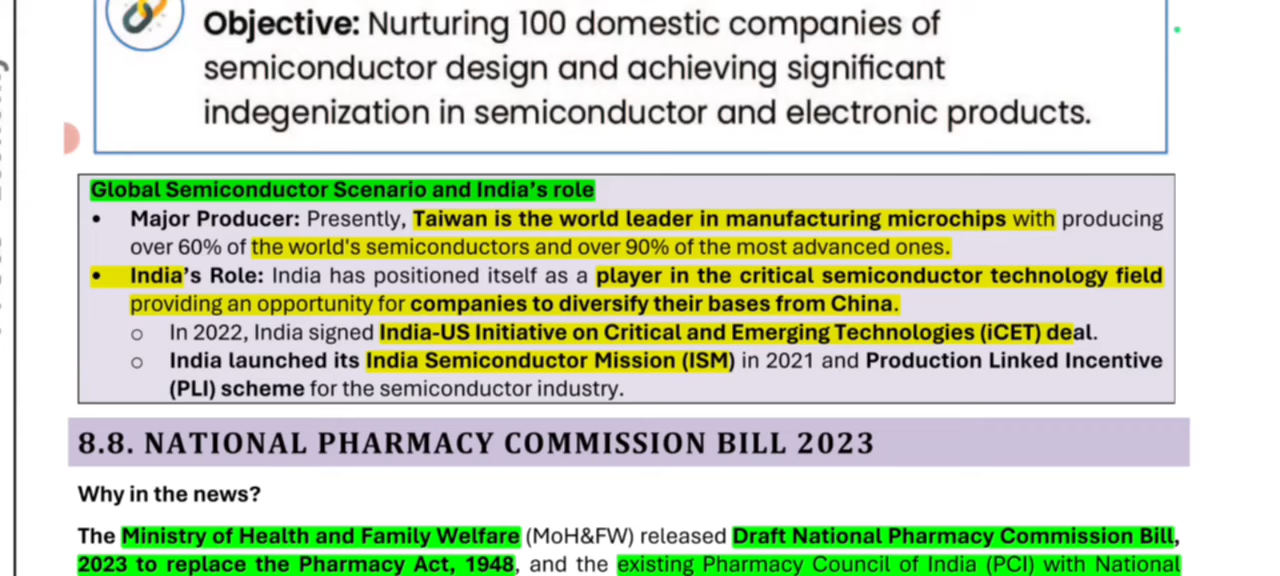 Objective: Nurturing 100 domestic companies of
semiconductor design and achieving significant
indegenization in semiconductor and electronic products.
Global Semiconductor Scenario and India's role
• Major Producer: Presently, Taiwan is the world leader in manufacturing microchips with producing
over 60% of the world's semiconductors and over 90% of the most advanced ones.
• India's Role: India has positioned itself as a player in the critical semiconductor technology field
providing an opportunity for companies to diversify their bases from China.
o In 2022, India signed India-US Initiative on Critical and Emerging Technologies (iCET) deal.
o India launched its India Semiconductor Mission (ISM) in 2021 and Production Linked Incentive
(PLI) scheme for the semiconductor industry.
8.8. NATIONAL PHARMACY COMMISSION BILL 2023
Why in the news?
The Ministry of Health and Family Welfare (MoH&FW) released Draft National Pharmacy Commission Bill,
2023 to replace the Pharmacy Act, 1948, and the existing Pharmacy Council of India (PCI) with National